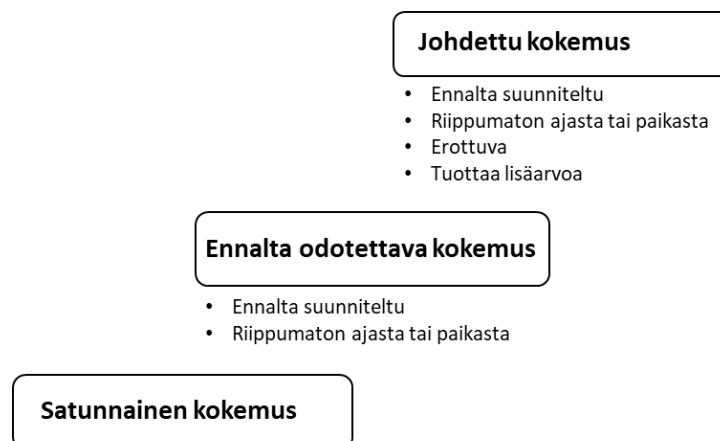 Johdettu kokemus
• Ennalta suunniteltu
• Riippumaton ajasta tai paikasta
• Erottuva
• Tuottaa lisäarvoa
Ennalta odotettava kokemus
• Ennalta suunniteltu
• Riippumaton ajasta tai paikasta
Satunnainen kokemus